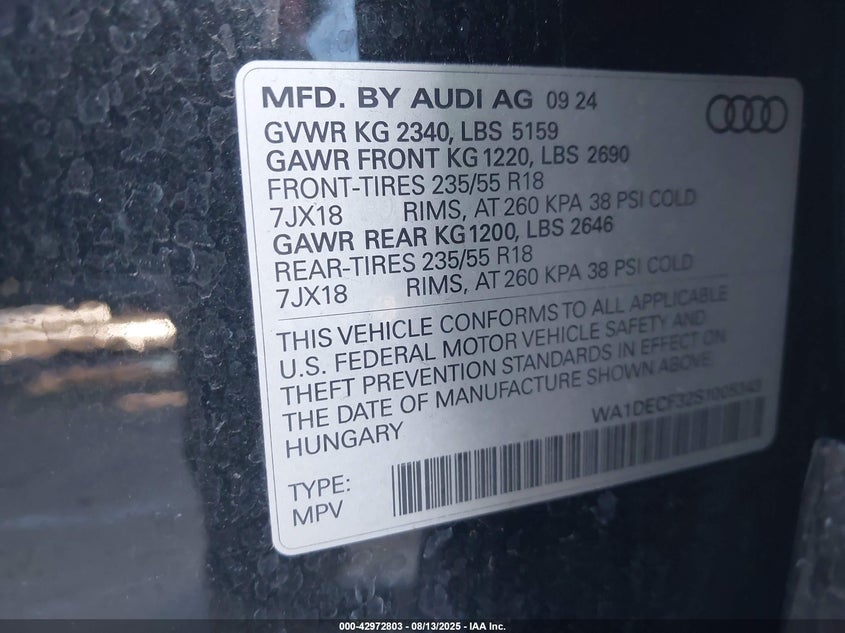 MFD. BY AUDI AG 09 24
GVWR KG 2340, LBS 5159
GAWR FRONT KG 1220, LBS 2690
FRONT-TIRES 235/55 R18
7JX18 RIMS, AT 260 KPA 38 PSI COLD
GAWR REAR KG 1200, LBS 2646
REAR-TIRES 235/55 R18
7JX18 RIMS, AT 260 KPA 38 PSI COLD
THIS VEHICLE CONFORMS TO ALL APPLICABLE
U.S. FEDERAL MOTOR VEHICLE SAFETY AND
THEFT PREVENTION STANDARDS IN EFFECT ON
THE DATE OF MANUFACTURE SHOWN ABOVE.
HUNGARY
TYPE:
MPV
000-42972803 - 08/13/2025 - IAA Inc.